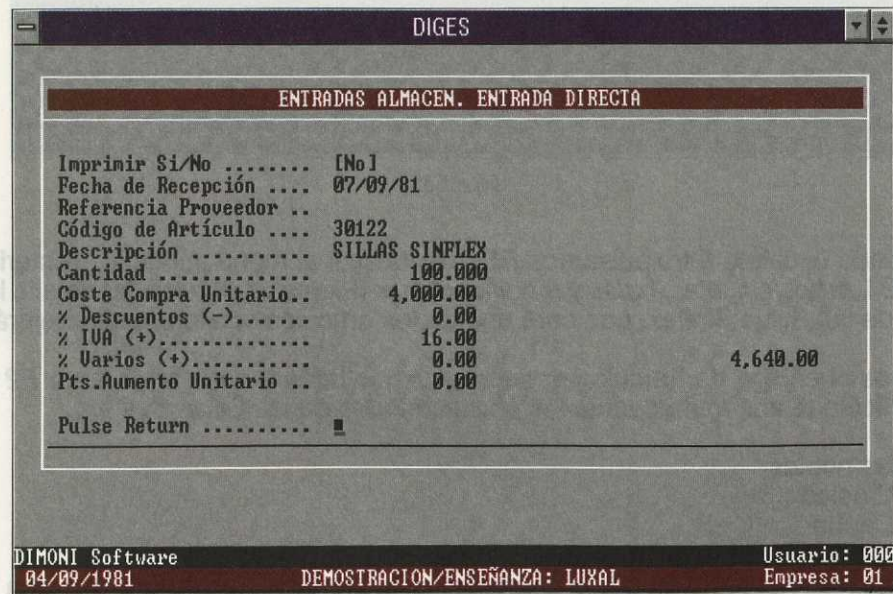 DIGES
ENTRADAS ALMACEN. ENTRADA DIRECTA
Imprimir Si/No ........ [No]
Fecha de Recepción .... 07/09/81
Referencia Proveedor ..
Código de Artículo .... 30122
Descripción ........... SILLAS SINFLEX
Cantidad .............. 100.000
Coste Compra Unitario.. 4,000.00
% Descuentos (-)....... 0.00
% IVA (+).............. 16.00
% Varios (+)........... 0.00 4,640.00
Pts.Aumento Unitario .. 0.00
Pulse Return ..........
DIMONI Software Usuario: 000
04/09/1981 DEMOSTRACION/ENSEÑANZA: LUXAL Empresa: 01